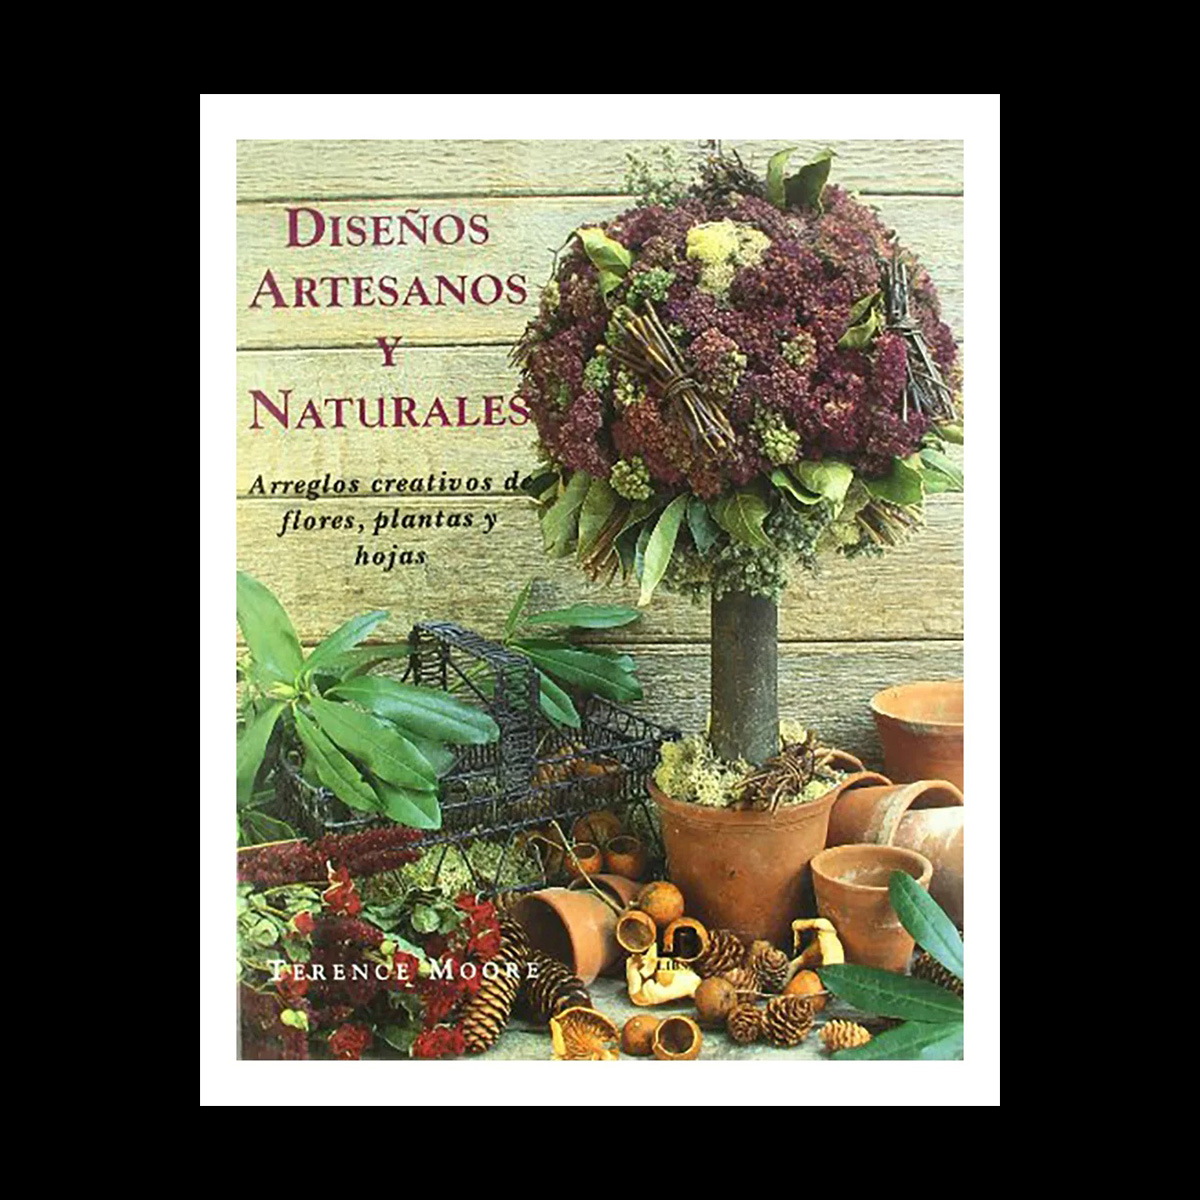 DISEÑOS
ARTESANOS
Y
NATURALES
Arreglos creativos de
flores, plantas y
hojas
TERENCE MOORE